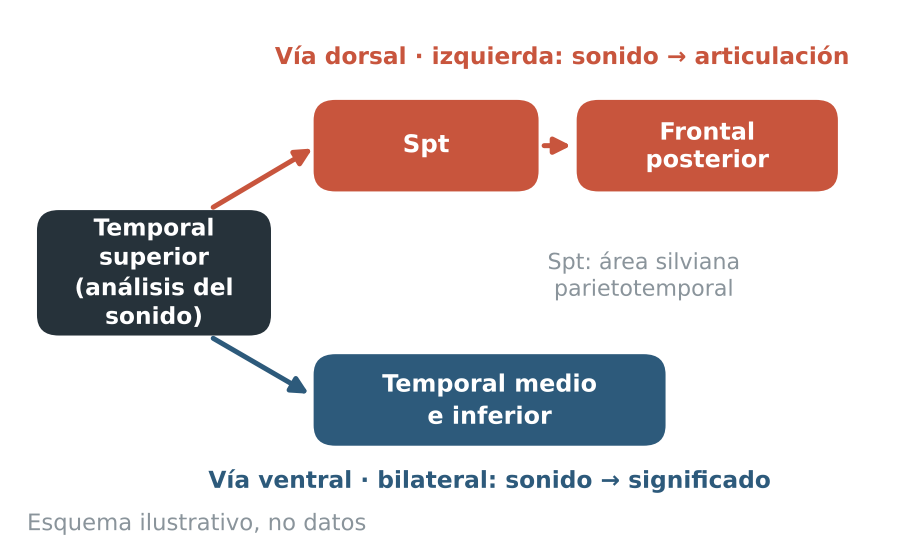 Vía dorsal · izquierda: sonido → articulación
Spt
Frontal
posterior
Temporal
superior
(análisis del
sonido)
Spt: área silviana
parietotemporal
Temporal medio
e inferior
Vía ventral · bilateral: sonido → significado
Esquema ilustrativo, no datos